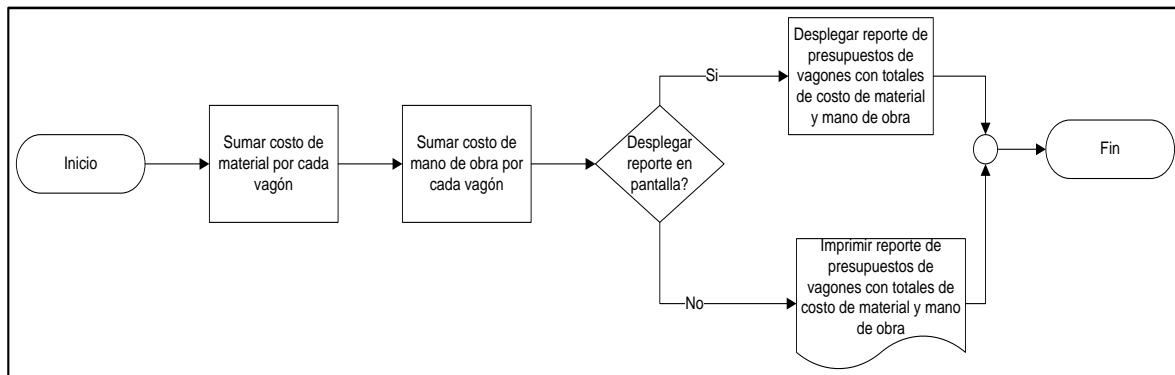 Inicio
Sumar costo de
material por cada
vagón
Sumar costo de
mano de obra por
cada vagón
Desplegar
reporte en
pantalla?
Si
Desplegar reporte de
presupuestos de
vagones con totales
de costo de material
y mano de obra
No
Imprimir reporte de
presupuestos de
vagones con totales de
costo de material y mano
de obra
Fin